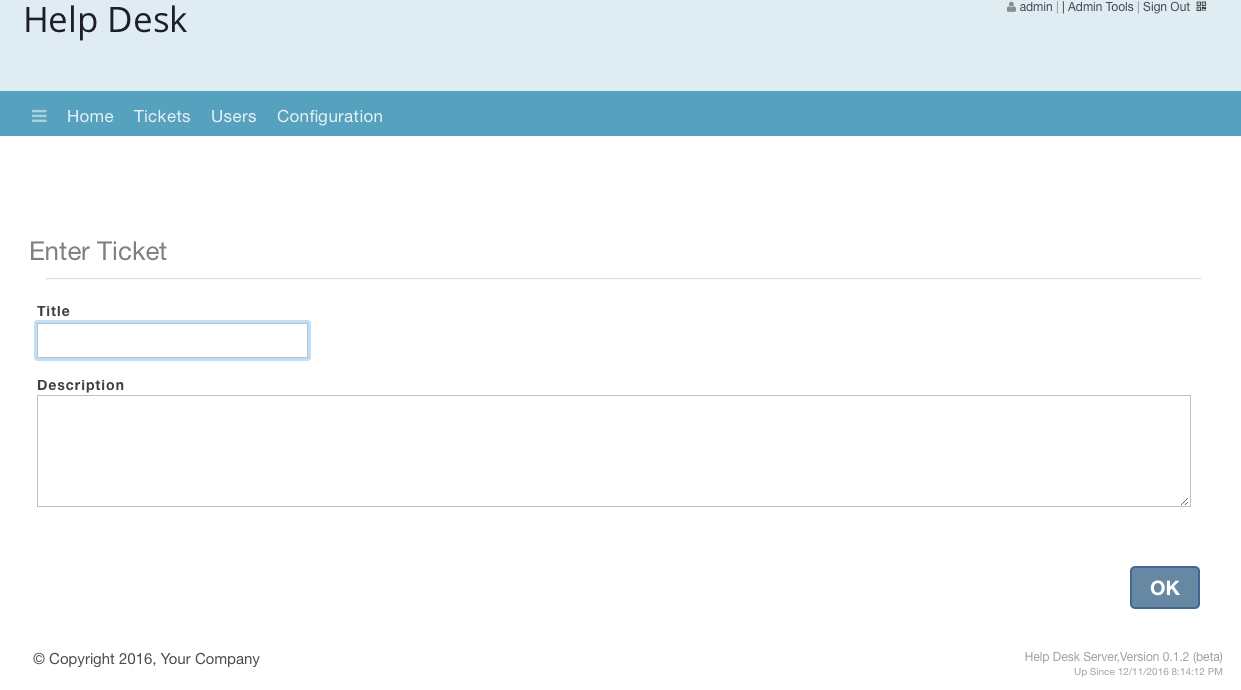 Help Desk
admin | | Admin Tools | Sign Out
Home Tickets Users Configuration
Enter Ticket
Title
Description
OK
© Copyright 2016, Your Company
Help Desk Server,Version 0.1.2 (beta)
Up Since 12/11/2016 8:14:12 PM